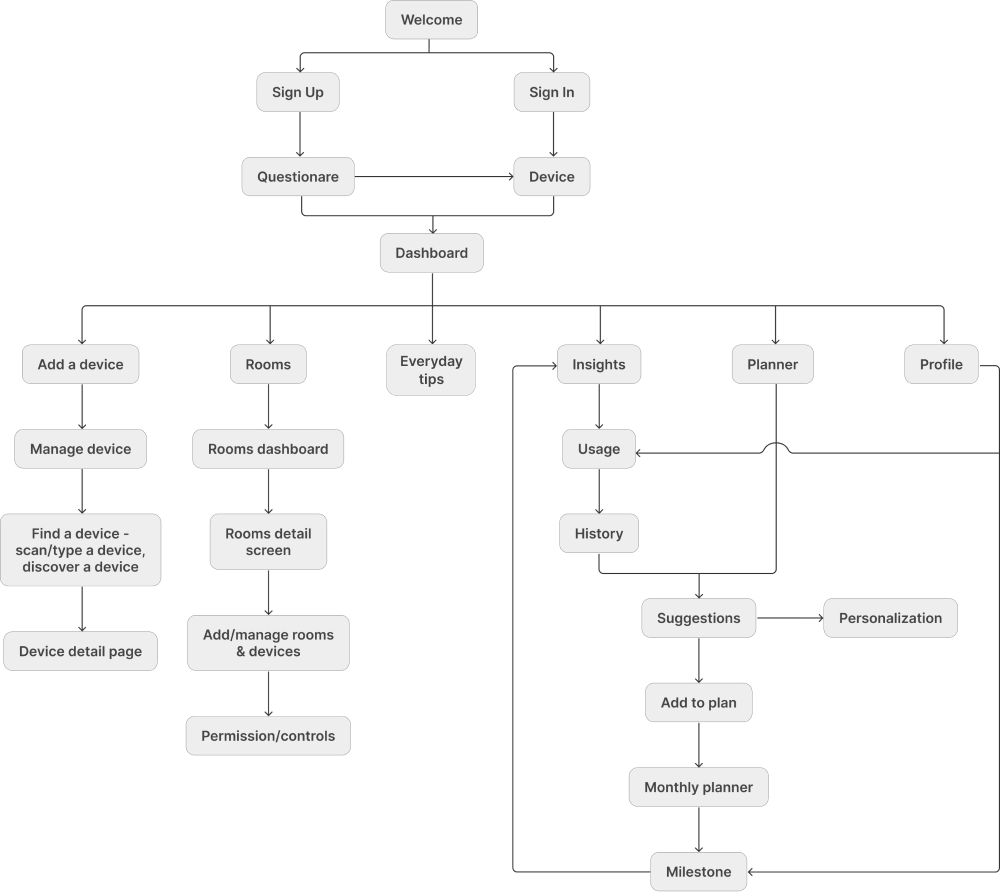 Welcome
Sign Up
Sign In
Questionare
Device
Dashboard
Add a device
Rooms
Everyday
tips
Insights
Planner
Profile
Manage device
Rooms dashboard
Usage
Find a device -
scan/type a device,
discover a device
Rooms detail
screen
History
Suggestions
Personalization
Device detail page
Add/manage rooms
& devices
Add to plan
Permission/controls
Monthly planner
Milestone